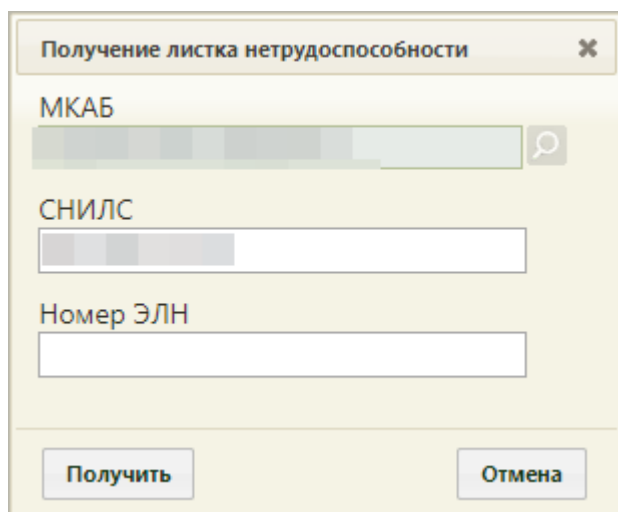 Получение листка нетрудоспособности
МКАБ
СНИЛС
Номер ЭЛН
Получить Отмена